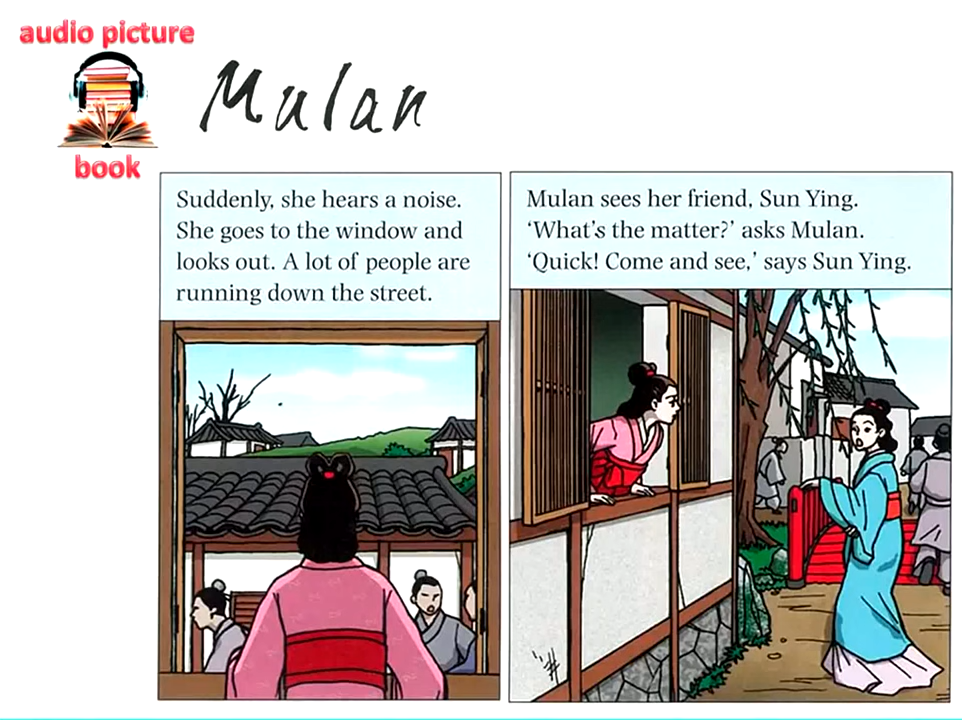 audio picture
book
Mulan
Suddenly, she hears a noise.
She goes to the window and
looks out. A lot of people are
running down the street.
Mulan sees her friend, Sun Ying.
‘What’s the matter?’ asks Mulan.
‘Quick! Come and see,’ says Sun Ying.